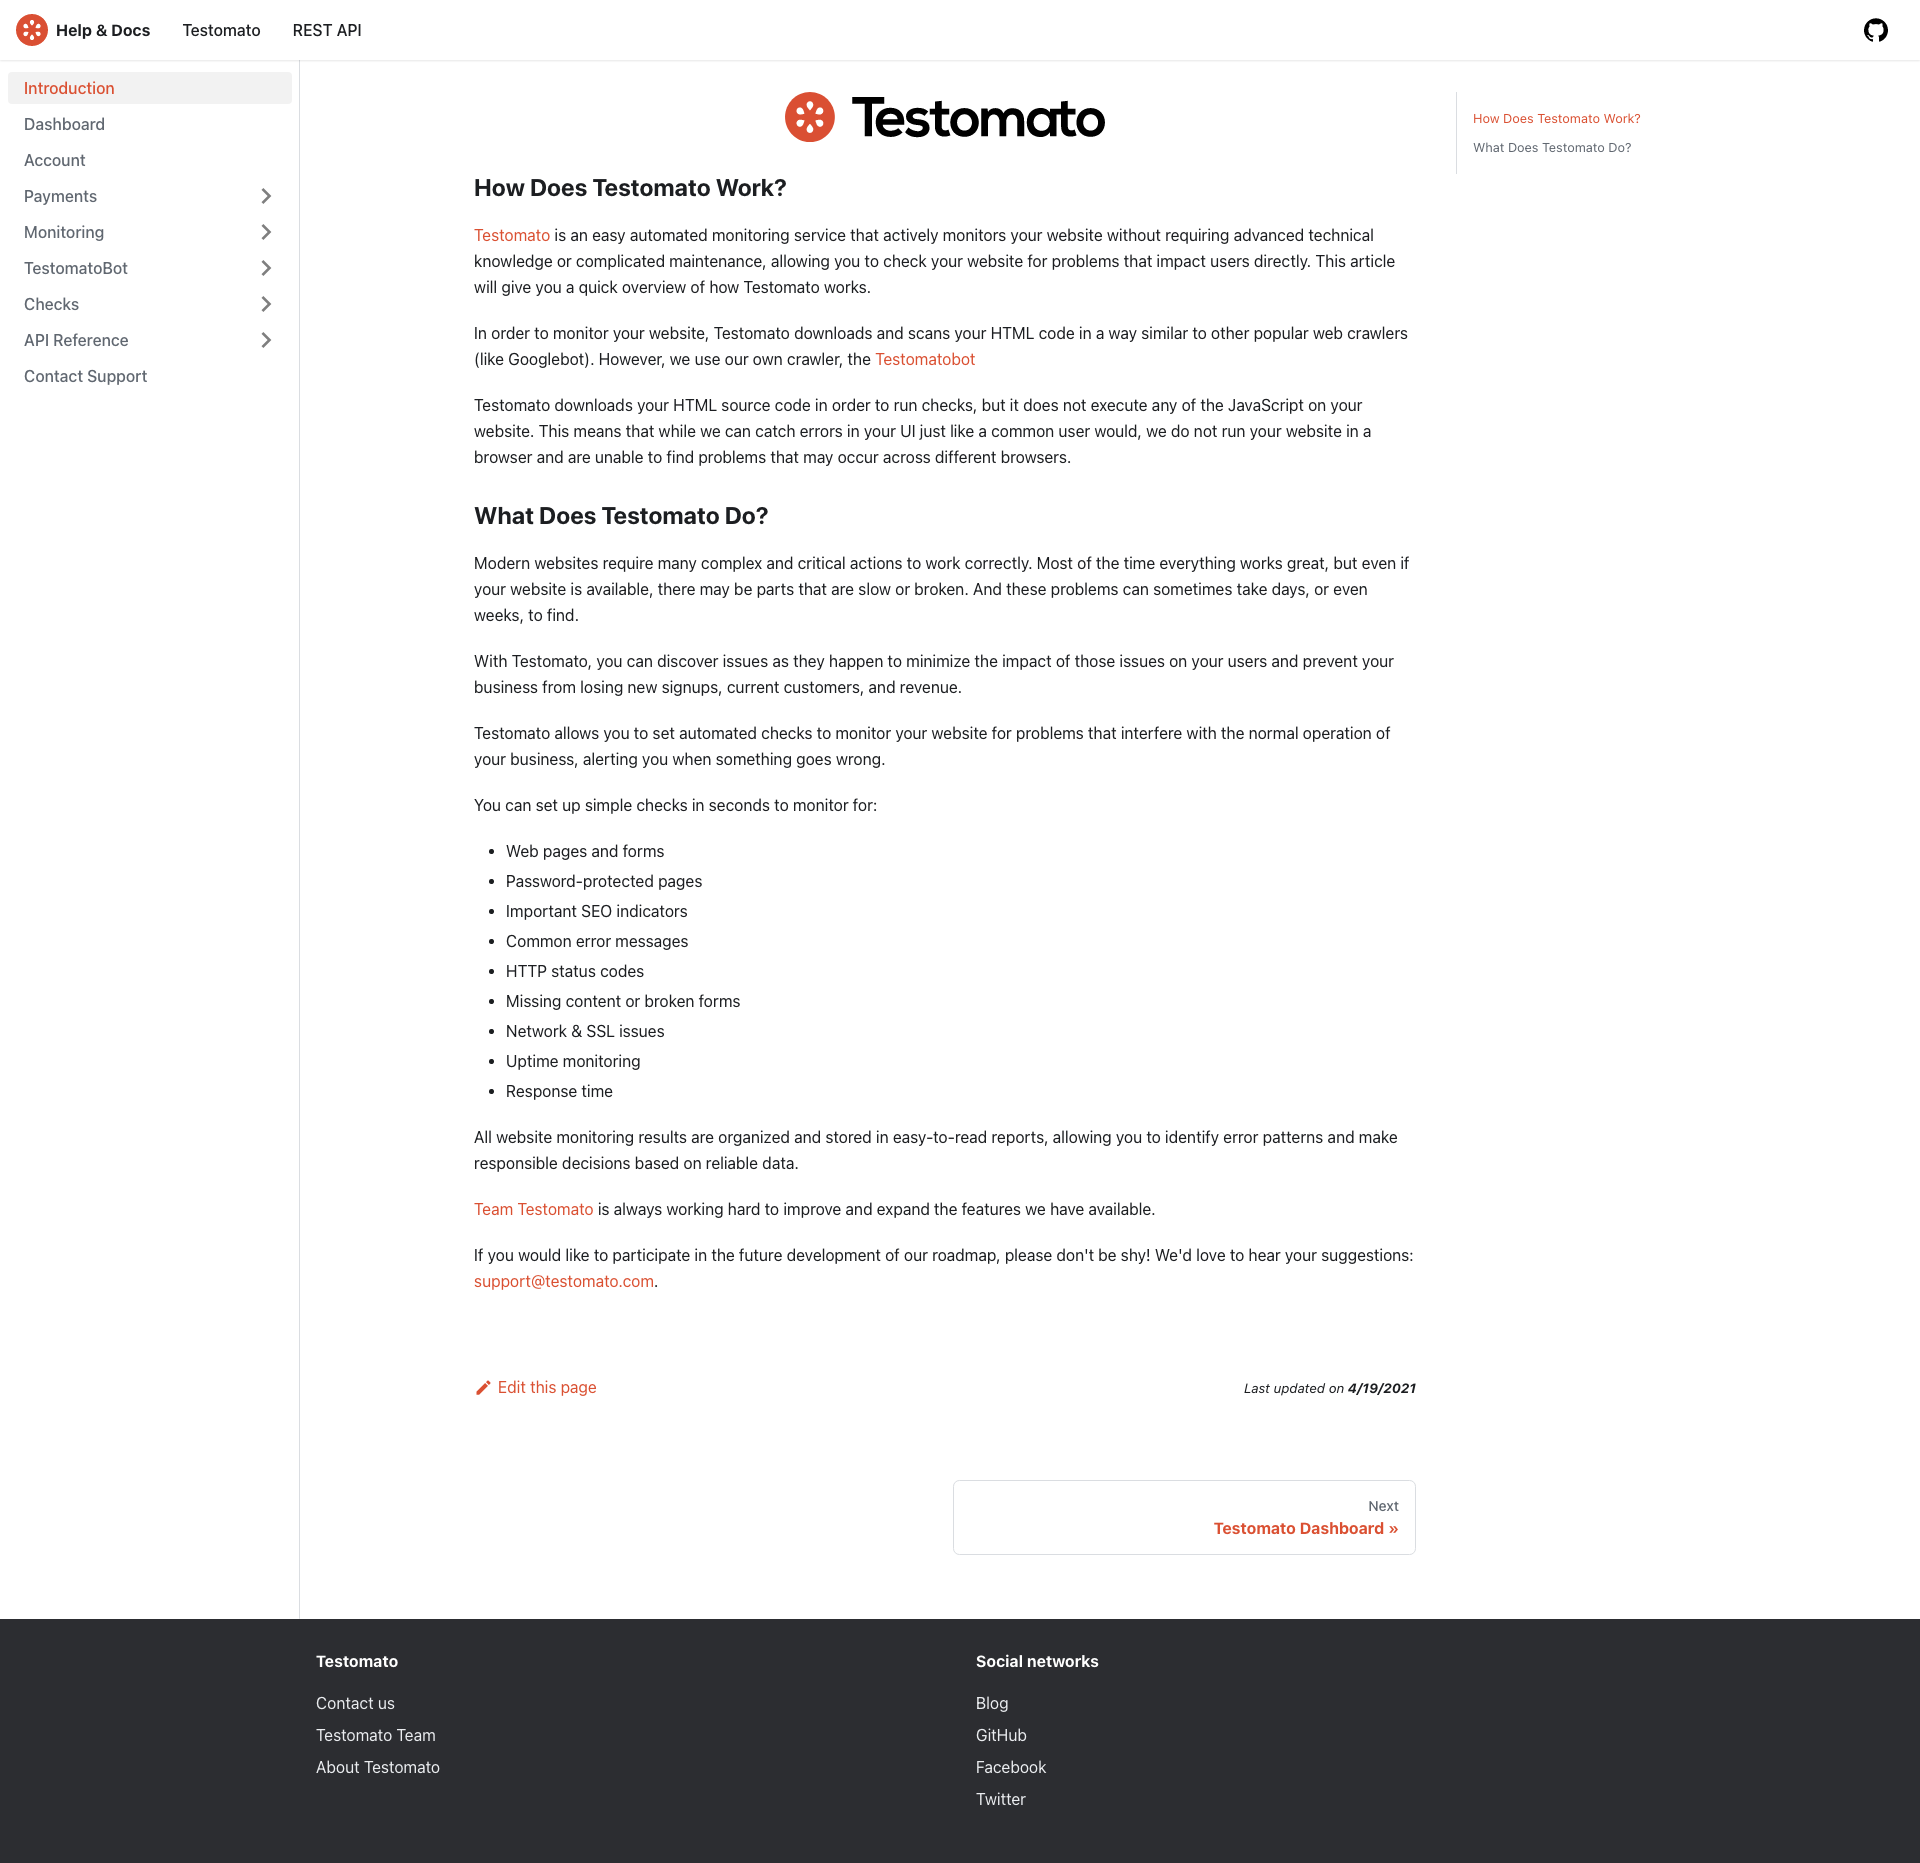 Help & Docs
Testomato
REST API
Introduction
Dashboard
Account
Payments
Monitoring
TestomatoBot
Checks
API Reference
Contact Support
Testomato
How Does Testomato Work?
Testomato is an easy automated monitoring service that actively monitors your website without requiring advanced technical
knowledge or complicated maintenance, allowing you to check your website for problems that impact users directly. This article
will give you a quick overview of how Testomato works.
In order to monitor your website, Testomato downloads and scans your HTML code in a way similar to other popular web crawlers
(like Googlebot). However, we use our own crawler, the Testomatobot
Testomato downloads your HTML source code in order to run checks, but it does not execute any of the JavaScript on your
website. This means that while we can catch errors in your UI just like a common user would, we do not run your website in a
browser and are unable to find problems that may occur across different browsers.
What Does Testomato Do?
Modern websites require many complex and critical actions to work correctly. Most of the time everything works great, but even if
your website is available, there may be parts that are slow or broken. And these problems can sometimes take days, or even
weeks, to find.
With Testomato, you can discover issues as they happen to minimize the impact of those issues on your users and prevent your
business from losing new signups, current customers, and revenue.
Testomato allows you to set automated checks to monitor your website for problems that interfere with the normal operation of
your business, alerting you when something goes wrong.
You can set up simple checks in seconds to monitor for:
• Web pages and forms
• Password-protected pages
• Important SEO indicators
• Common error messages
• HTTP status codes
• Missing content or broken forms
• Network & SSL issues
• Uptime monitoring
• Response time
All website monitoring results are organized and stored in easy-to-read reports, allowing you to identify error patterns and make
responsible decisions based on reliable data.
Team Testomato is always working hard to improve and expand the features we have available.
If you would like to participate in the future development of our roadmap, please don't be shy! We'd love to hear your suggestions:
support@testomato.com.
Edit this page
Last updated on 4/19/2021
Next
Testomato Dashboard »
How Does Testomato Work?
What Does Testomato Do?
Testomato
Contact us
Testomato Team
About Testomato
Social networks
Blog
GitHub
Facebook
Twitter